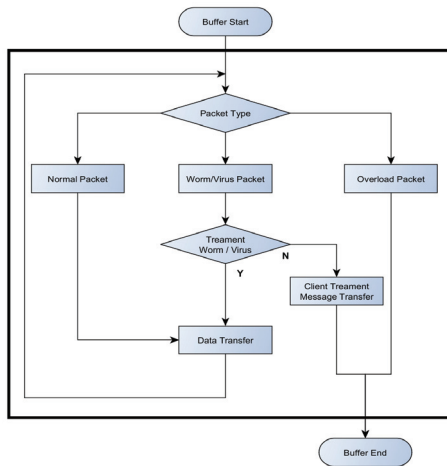 Buffer Start
Packet Type
Normal Packet
Worm/Virus Packet
Overload Packet
Treament
Worm / Virus
N
Y
Client Treament
Message Transfer
Data Transfer
Buffer End